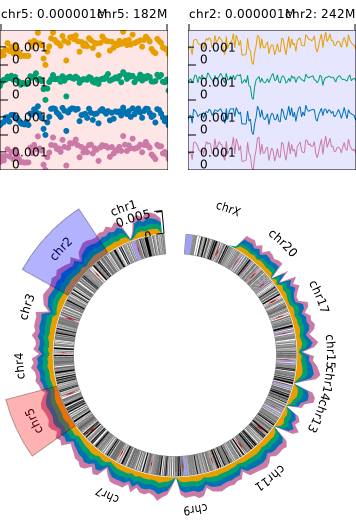 chr5: 0.000001M
chr5: 182M
chr2: 0.000001M
chr2: 242M
0.001
0
0.001
0
0.001
0
0.001
0
0.001
0
0.001
0
0.001
0
0.001
0
chr1
0.005
0
chrX
chr2
chr20
chr3
chr17
chr4
chr15
chr14
chr13
chr5
chr11
chr7
chr9